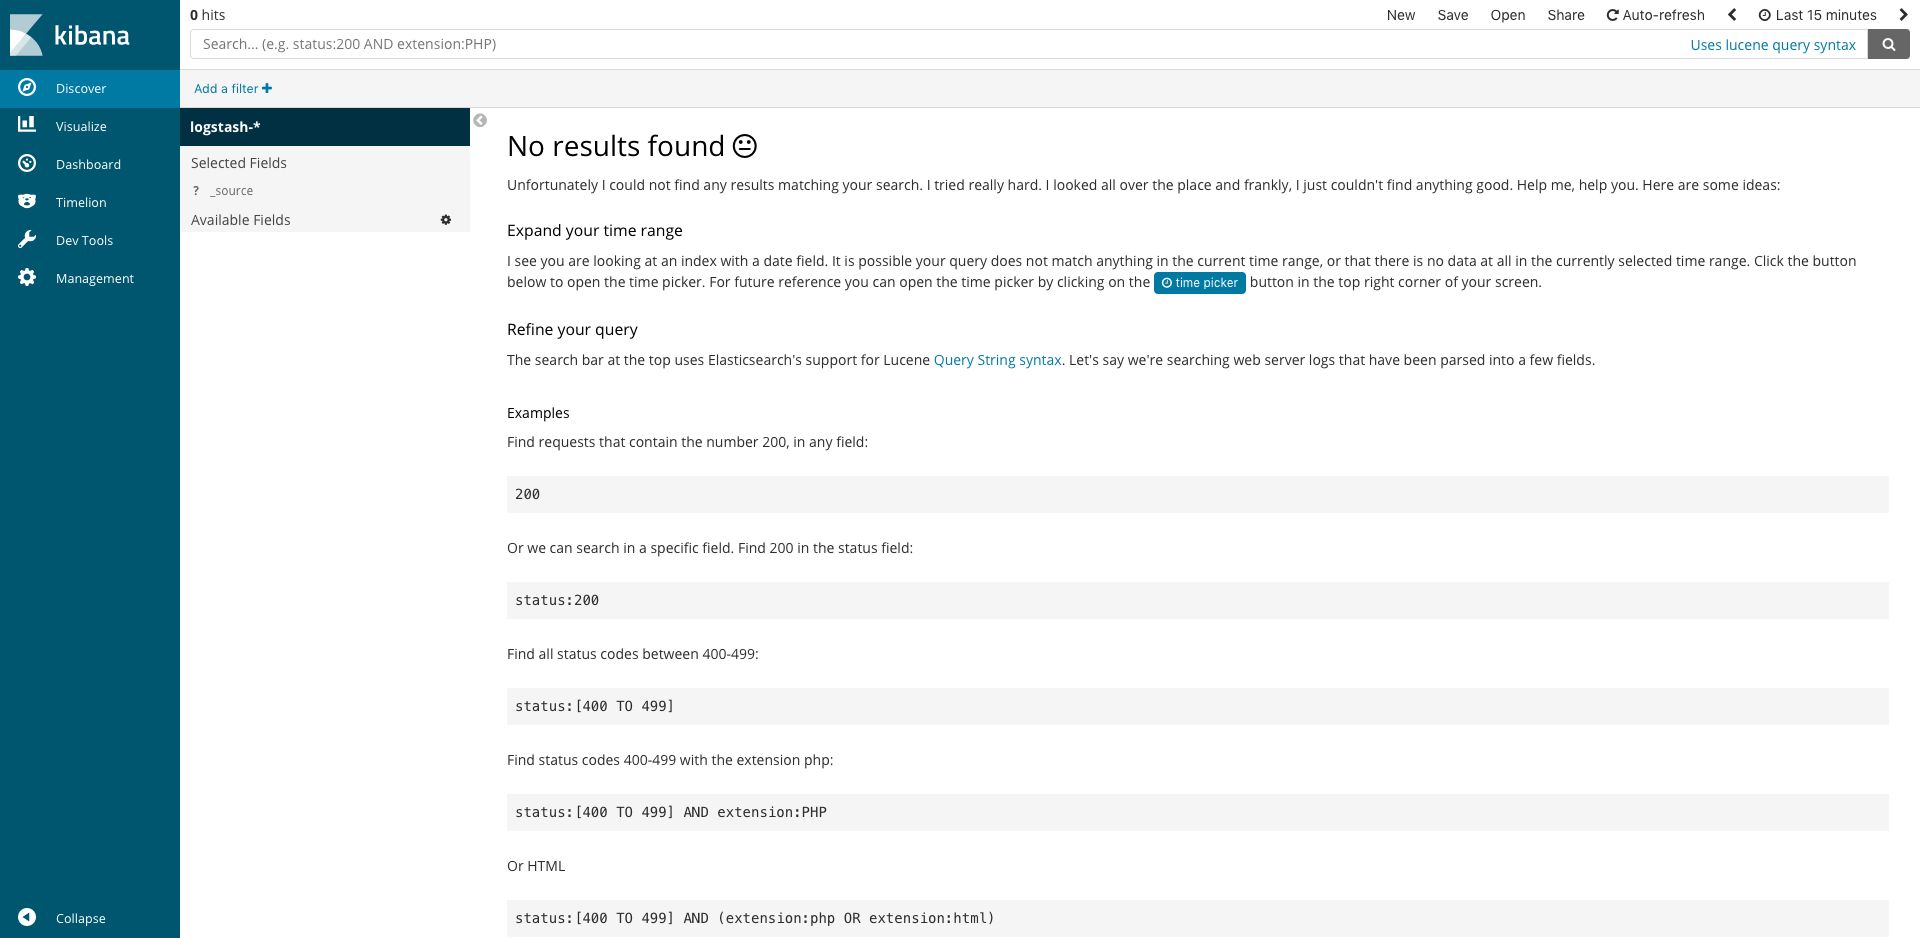 kibana
Discover
Visualize
Dashboard
Timelion
Dev Tools
Management
Collapse
0 hits
New Save Open Share Auto-refresh Last 15 minutes
Search... (e.g. status:200 AND extension:PHP)
Uses lucene query syntax
Add a filter +
logstash-*
Selected Fields
? _source
Available Fields
No results found
Unfortunately I could not find any results matching your search. I tried really hard. I looked all over the place and frankly, I just couldn't find anything good. Help me, help you. Here are some ideas:
Expand your time range
I see you are looking at an index with a date field. It is possible your query does not match anything in the current time range, or that there is no data at all in the currently selected time range. Click the button
below to open the time picker. For future reference you can open the time picker by clicking on the time picker button in the top right corner of your screen.
Refine your query
The search bar at the top uses Elasticsearch's support for Lucene Query String syntax. Let's say we're searching web server logs that have been parsed into a few fields.
Examples
Find requests that contain the number 200, in any field:
200
Or we can search in a specific field. Find 200 in the status field:
status:200
Find all status codes between 400-499:
status:[400 TO 499]
Find status codes 400-499 with the extension php:
status:[400 TO 499] AND extension:PHP
Or HTML
status:[400 TO 499] AND (extension:php OR extension:html)